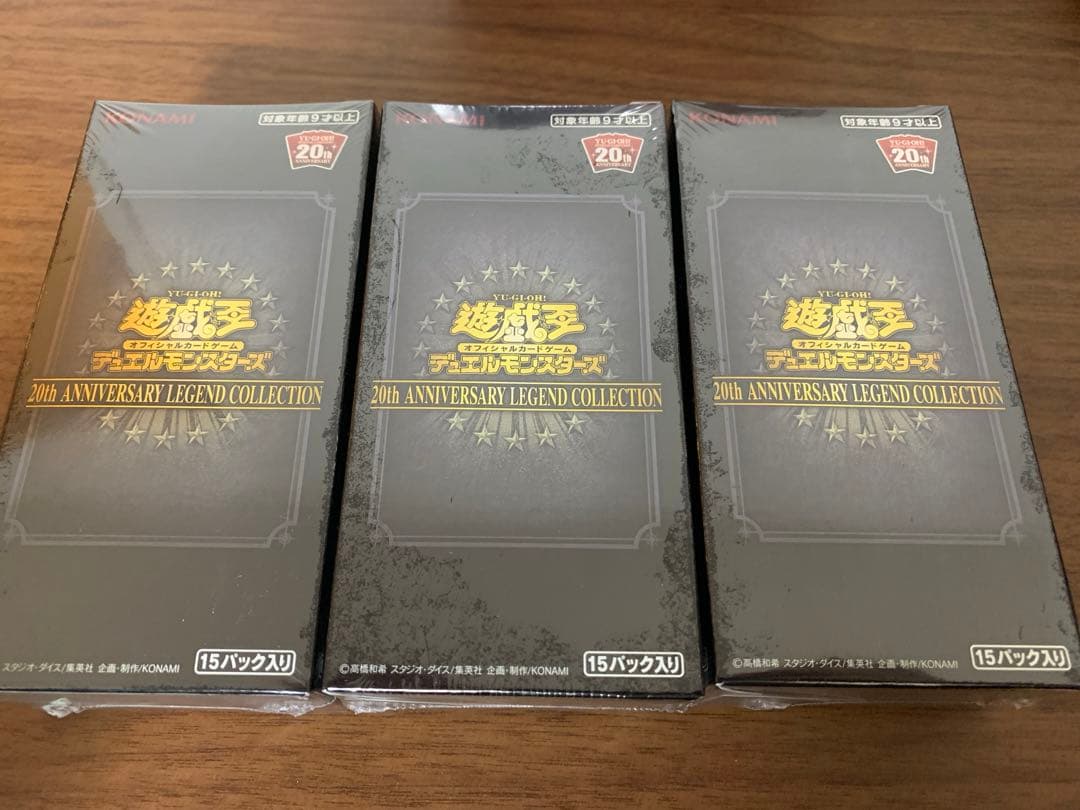 KONAMI
対象年齢9才以上
YU-GI-OH!
20th
ANNIVERSARY
YU-GI-OH!
遊戯王
オフィシャルカードゲーム
デュエルモンスターズ
20th ANNIVERSARY LEGEND COLLECTION
スタジオ・ダイス/集英社 企画・制作/KONAMI
15パック入り
KONAMI
対象年齢9才以上
YU-GI-OH!
20th
ANNIVERSARY
YU-GI-OH!
遊戯王
オフィシャルカードゲーム
デュエルモンスターズ
20th ANNIVERSARY LEGEND COLLECTION
©高橋和希 スタジオ・ダイス/集英社 企画・制作/KONAMI
15パック入り
KONAMI
対象年齢9才以上
YU-GI-OH!
20th
ANNIVERSARY
YU-GI-OH!
遊戯王
オフィシャルカードゲーム
デュエルモンスターズ
20th ANNIVERSARY LEGEND COLLECTION
©高橋和希 スタジオ・ダイス/集英社 企画・制作/KONAMI
15パック入り